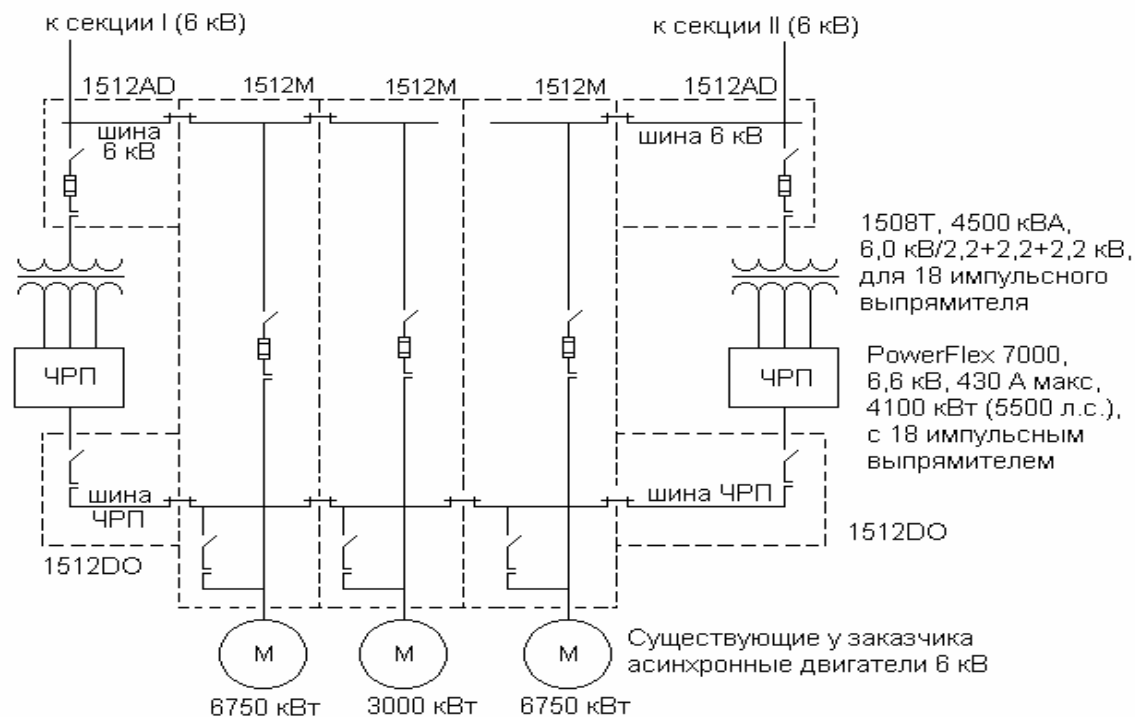 к секции I (6 кВ)
к секции II (6 кВ)
1512AD
1512M
1512M
1512M
1512AD
шина
6 кВ
шина 6 кВ
1508Т, 4500 кВА,
6,0 кВ/2,2+2,2+2,2 кВ,
для 18 импульсного
выпрямителя
ЧРП
ЧРП
PowerFlex 7000,
6,6 кВ, 430 А макс,
4100 кВт (5500 л.с.),
с 18 импульсным
выпрямителем
шина
ЧРП
шина ЧРП
1512DO
1512DO
М
М
М
Существующие у заказчика
асинхронные двигатели 6 кВ
6750 кВт
3000 кВт
6750 кВт